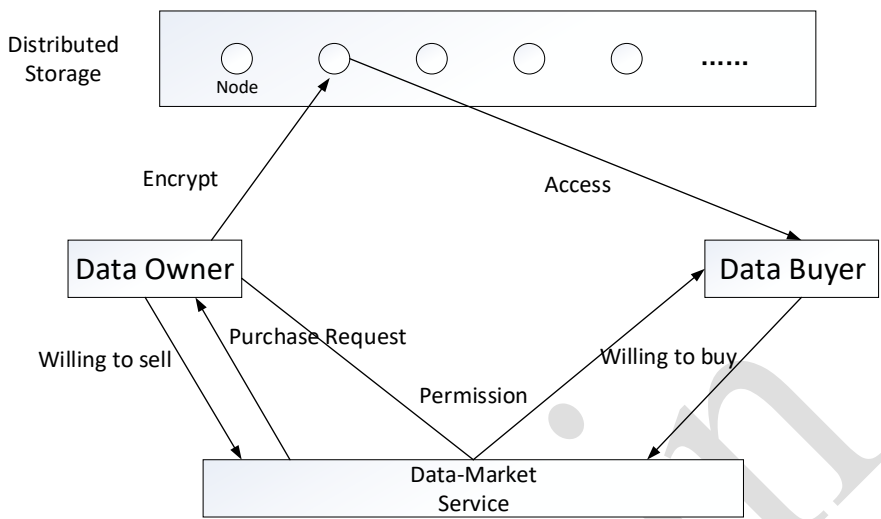 Distributed
Storage
......
Node
Encrypt
Access
Data Owner
Data Buyer
Purchase Request
Willing to sell
Willing to buy
Permission
Data-Market
Service